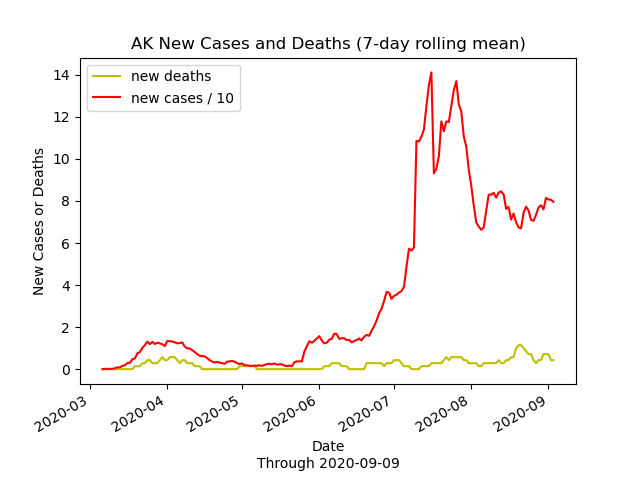 AK New Cases and Deaths (7-day rolling mean)
new deaths
new cases / 10
14
12
10
8
6
4
2
0
New Cases or Deaths
2020-03
2020-04
2020-05
2020-06
2020-07
2020-08
2020-09
Date
Through 2020-09-09